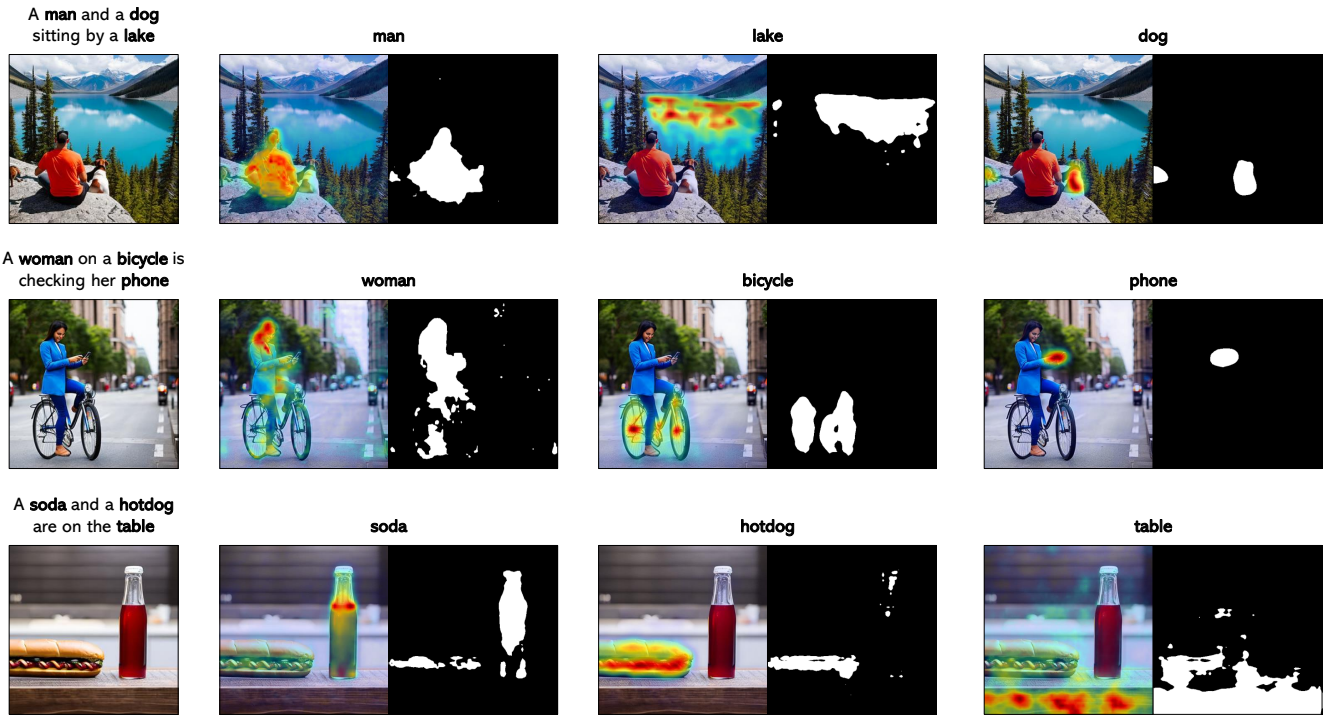 A man and a dog
sitting by a lake
man
lake
dog
A woman on a bicycle is
checking her phone
woman
bicycle
phone
A soda and a hotdog
are on the table
soda
hotdog
table